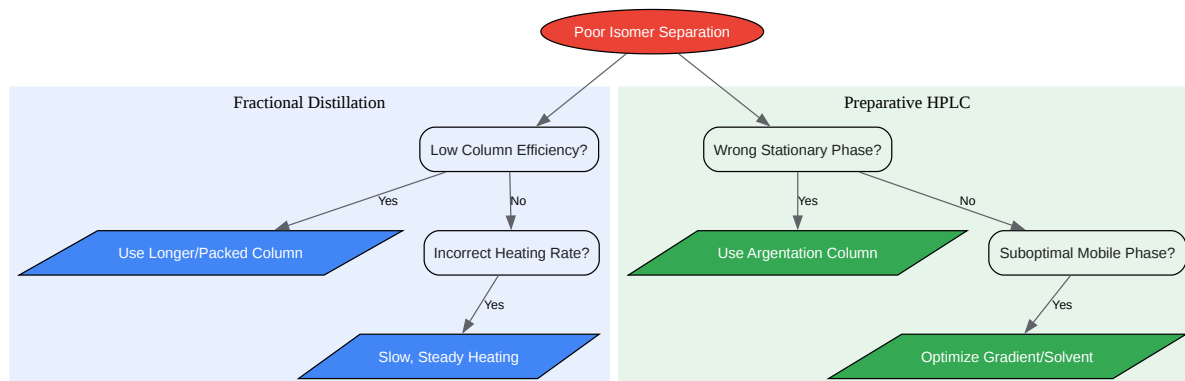 Poor Isomer Separation
Fractional Distillation
Preparative HPLC
Low Column Efficiency?
Wrong Stationary Phase?
Yes
No
Yes
No
Use Longer/Packed Column
Incorrect Heating Rate?
Use Argentation Column
Suboptimal Mobile Phase?
Yes
Yes
Slow, Steady Heating
Optimize Gradient/Solvent